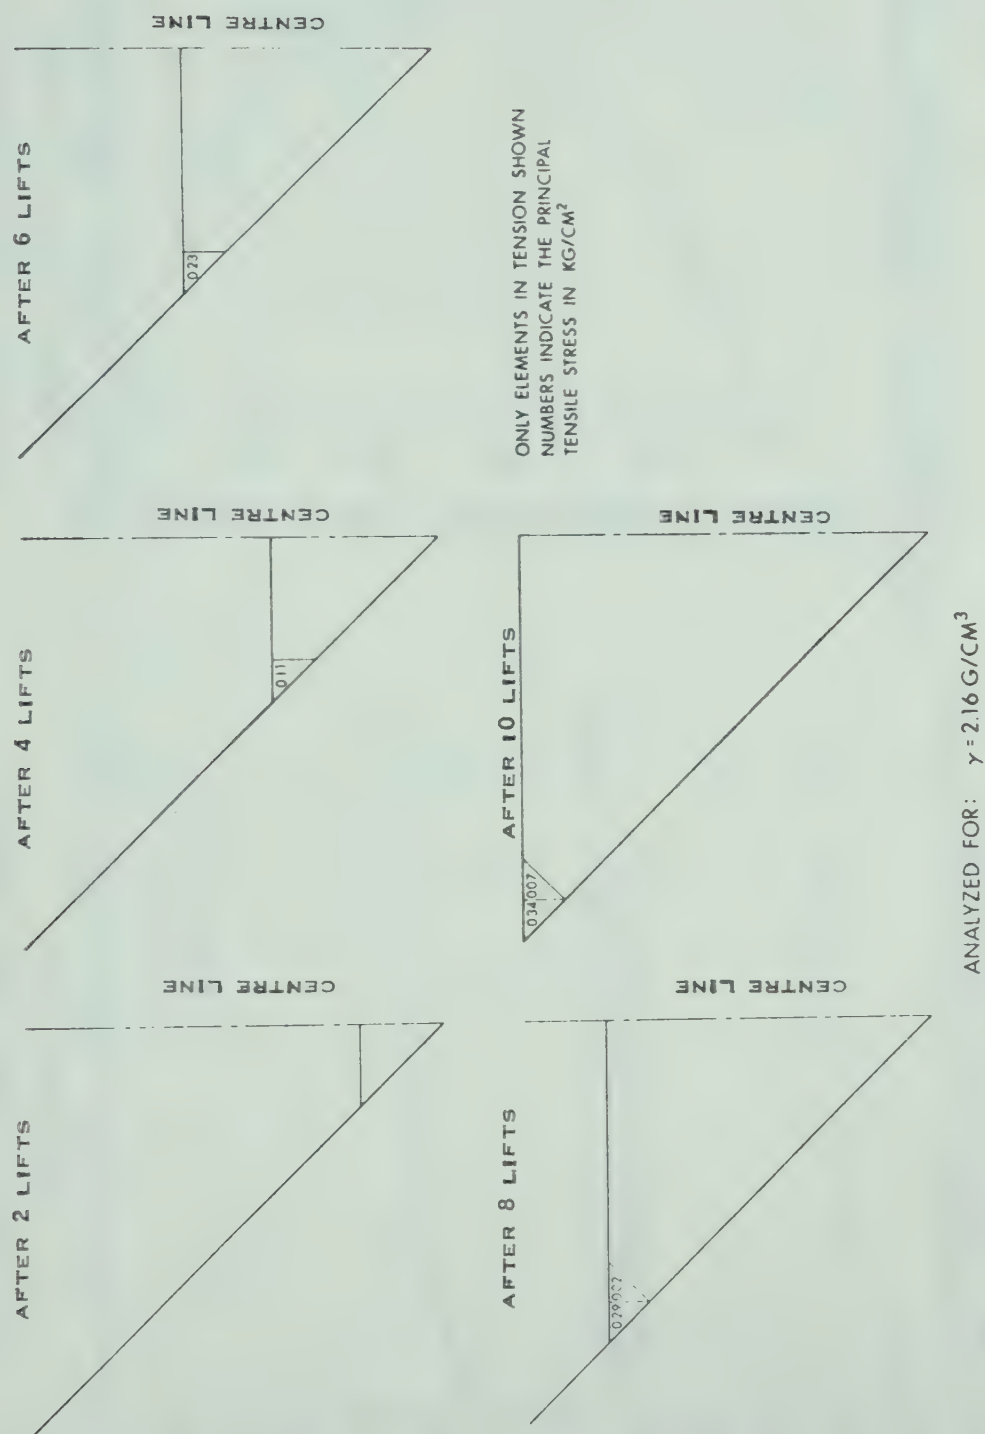 AFTER 2 LIFTS
CENTRE LINE
AFTER 4 LIFTS
011
CENTRE LINE
AFTER 6 LIFTS
023
CENTRE LINE
AFTER 8 LIFTS
029 007
CENTRE LINE
AFTER 10 LIFTS
034 007
CENTRE LINE
ONLY ELEMENTS IN TENSION SHOWN
NUMBERS INDICATE THE PRINCIPAL
TENSILE STRESS IN KG/CM²
ANALYZED FOR: γ = 2.16 G/CM³